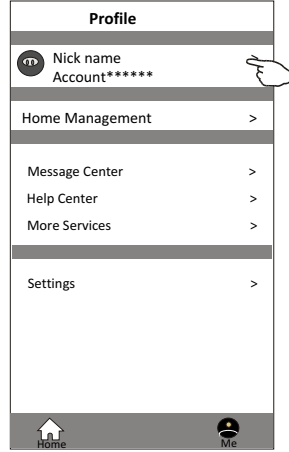 Profile
Nick name
Account******
Home Management >
Message Center >
Help Center >
More Services >
Settings >
Home Me